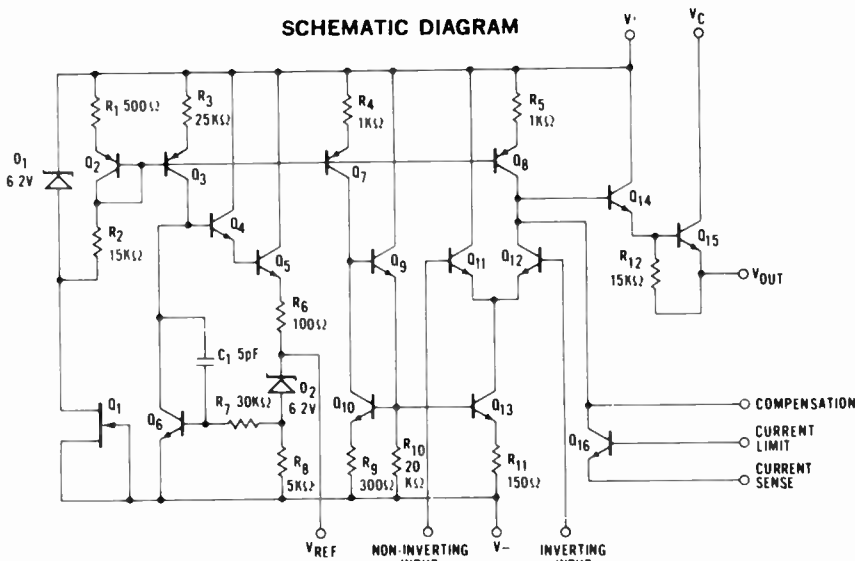 SCHEMATIC DIAGRAM
V+
VC
R1 500Ω
R3
25KΩ
R4
1KΩ
R5
1KΩ
D1
6.2V
Q2
Q3
Q7
Q8
R2
15KΩ
Q4
Q5
Q9
Q11
Q12
Q14
Q15
R12
15KΩ
VOUT
R6
100Ω
C1 5pF
D2
6.2V
R7 30KΩ
Q1
Q6
Q10
Q13
Q16
R8
5KΩ
R9
300Ω
R10
20
KΩ
R11
150Ω
COMPENSATION
CURRENT
LIMIT
CURRENT
SENSE
VREF
NON-INVERTING
V-
INVERTING